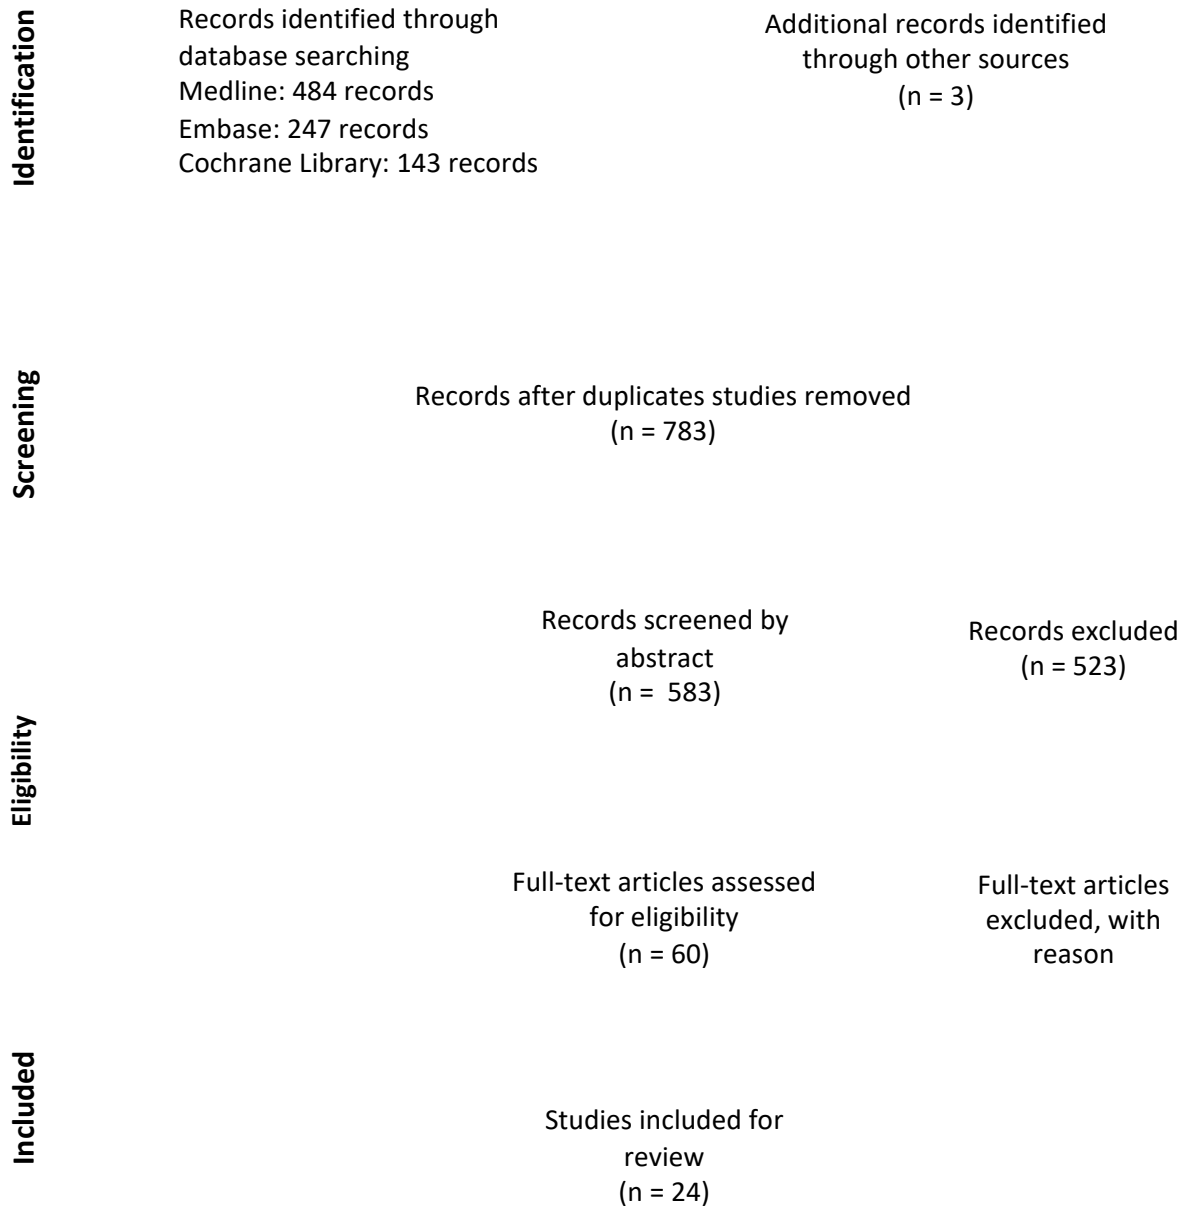 Identification
Records identified through
database searching
Medline: 484 records
Embase: 247 records
Cochrane Library: 143 records
Additional records identified
through other sources
(n = 3)
Screening
Records after duplicates studies removed
(n = 783)
Records screened by
abstract
(n =  583)
Records excluded
(n = 523)
Eligibility
Full-text articles assessed
for eligibility
(n = 60)
Full-text articles
excluded, with
reason
Included
Studies included for
review
(n = 24)